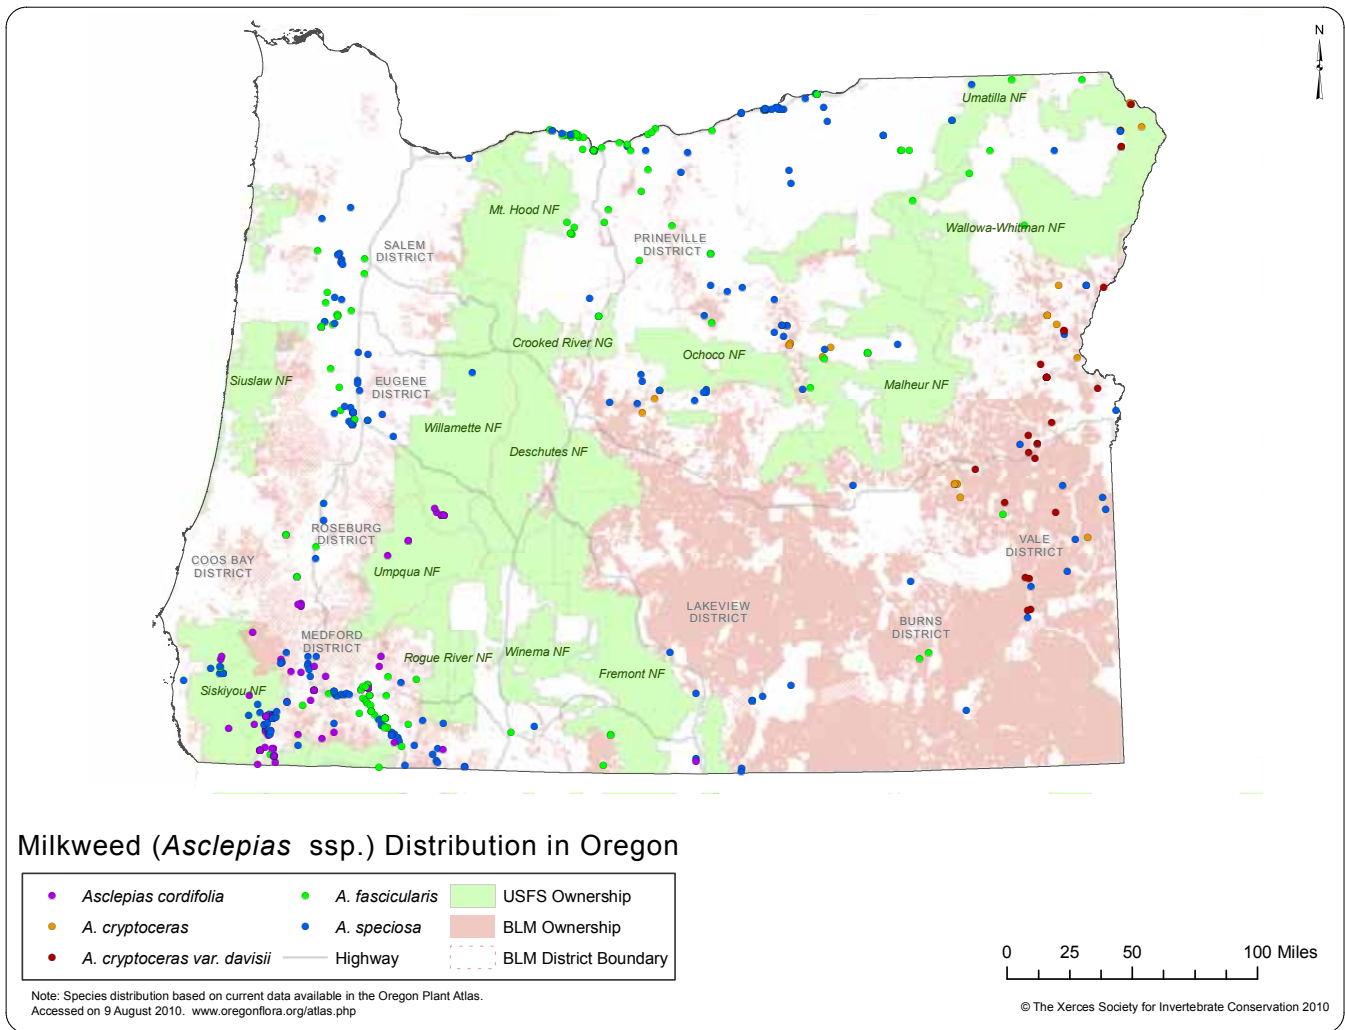 N
Umatilla NF
Mt. Hood NF
Wallowa-Whitman NF
SALEM
DISTRICT
PRINEVILLE
DISTRICT
Crooked River NG
Ochoco NF
Siuslaw NF
EUGENE
DISTRICT
Malheur NF
Willamette NF
Deschutes NF
ROSEBURG
DISTRICT
COOS BAY
DISTRICT
VALE
DISTRICT
Umpqua NF
LAKEVIEW
DISTRICT
BURNS
DISTRICT
MEDFORD
DISTRICT
Rogue River NF
Winema NF
Fremont NF
Siskiyou NF
Milkweed (Asclepias ssp.) Distribution in Oregon
Asclepias cordifolia
A. cryptoceras
A. cryptoceras var. davisii
A. fascicularis
A. speciosa
Highway
USFS Ownership
BLM Ownership
BLM District Boundary
0 25 50 100 Miles
Note: Species distribution based on current data available in the Oregon Plant Atlas.
Accessed on 9 August 2010. www.oregonflora.org/atlas.php
© The Xerces Society for Invertebrate Conservation 2010